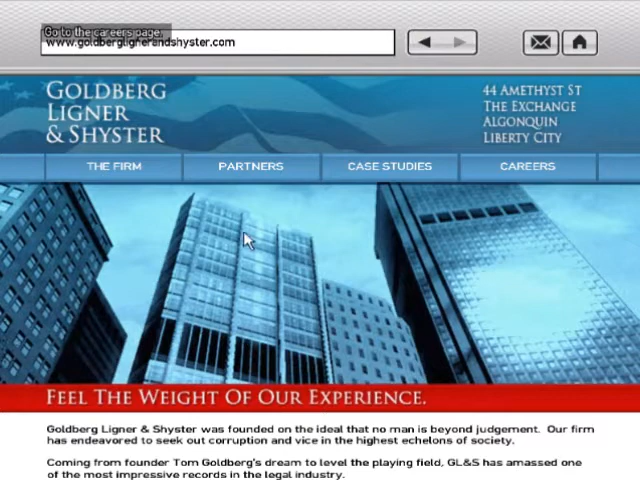 Go to the careers page.
www.goldberglignerandshyster.com
GOLDBERG
LIGNER
& SHYSTER
44 AMETHYST ST
THE EXCHANGE
ALGONQUIN
LIBERTY CITY
THE FIRM
PARTNERS
CASE STUDIES
CAREERS
FEEL THE WEIGHT OF OUR EXPERIENCE.
Goldberg Ligner & Shyster was founded on the ideal that no man is beyond judgement. Our firm
has endeavored to seek out corruption and vice in the highest echelons of society.
Coming from founder Tom Goldberg's dream to level the playing field, GL&S has amassed one
of the most impressive records in the legal industry.